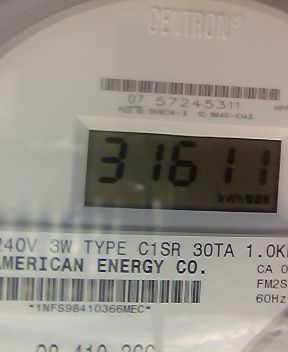 CENTRON®
07 57245311
31611
kWh
240V 3W TYPE C1SR 30TA 1.0K
AMERICAN ENERGY CO.
CA 0
FM2S
60Hz
*1NFS98410366MEC*